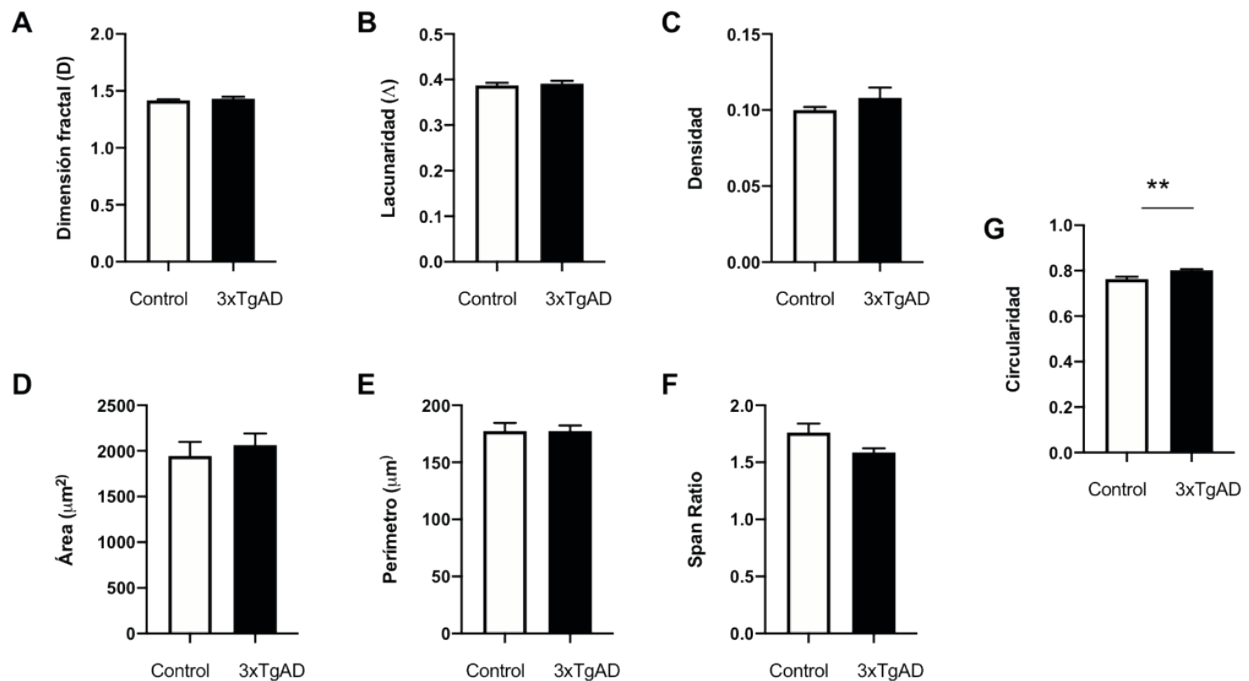 A
Dimensión fractal (D)
2.0
1.5
1.0
0.5
0.0
Control 3xTgAD
B
Lacunaridad (Λ)
0.5
0.4
0.3
0.2
0.1
0.0
Control 3xTgAD
C
Densidad
0.15
0.10
0.05
0.00
Control 3xTgAD
D
Área (μm²)
2500
2000
1500
1000
500
0
Control 3xTgAD
E
Perímetro (μm)
200
150
100
50
0
Control 3xTgAD
F
Span Ratio
2.0
1.5
1.0
0.5
0.0
Control 3xTgAD
G
**
Circularidad
1.0
0.8
0.6
0.4
0.2
0.0
Control 3xTgAD